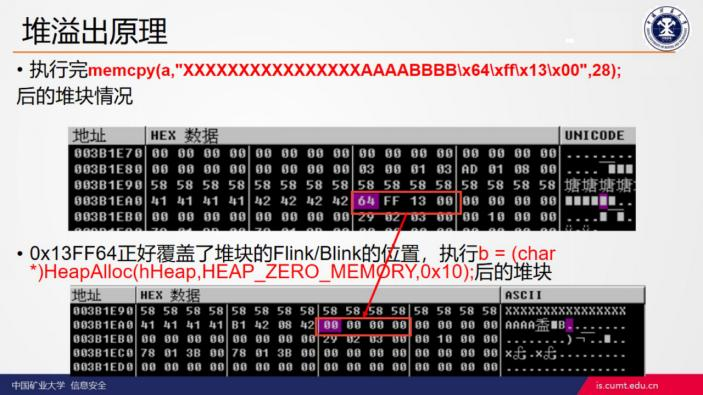 堆溢出原理
• 执行完memcpy(a,"XXXXXXXXXXXXXXXXAAAABBBB\x64\xff\x13\x00",28);
后的堆块情况
地址 HEX 数据 UNICODE
003B1E70 00 00 00 00 00 00 00 00 00 00 00 00 00 00 00 00
003B1E80 00 00 00 00 00 00 00 00 03 00 01 03 AD 01 08 00
003B1E90 58 58 58 58 58 58 58 58 58 58 58 58 58 58 58 58 塘塘塘塘
003B1EA0 41 41 41 41 42 42 42 42 64 FF 13 00 00 00 00 00
003B1EB0 00 00 00 00 00 00 00 00 29 02 03 00 00 10 00 00
• 0x13FF64正好覆盖了堆块的Flink/Blink的位置，执行b = (char
*)HeapAlloc(hHeap,HEAP_ZERO_MEMORY,0x10);后的堆块
地址 HEX 数据 ASCII
003B1E90 58 58 58 58 58 58 58 58 58 58 58 58 58 58 58 58 XXXXXXXXXXXXXXXX
003B1EA0 41 41 41 41 B1 42 08 42 00 00 00 00 00 00 00 00
003B1EB0 00 00 00 00 00 00 00 00 29 02 03 00 00 10 00 00
003B1EC0 78 01 3B 00 78 01 3B 00 00 00 00 00 00 00 00 00
003B1ED0 00 00 00 00 00 00 00 00 00 00 00 00 00 00 00 00
中国矿业大学 信息安全 is.cumt.edu.cn